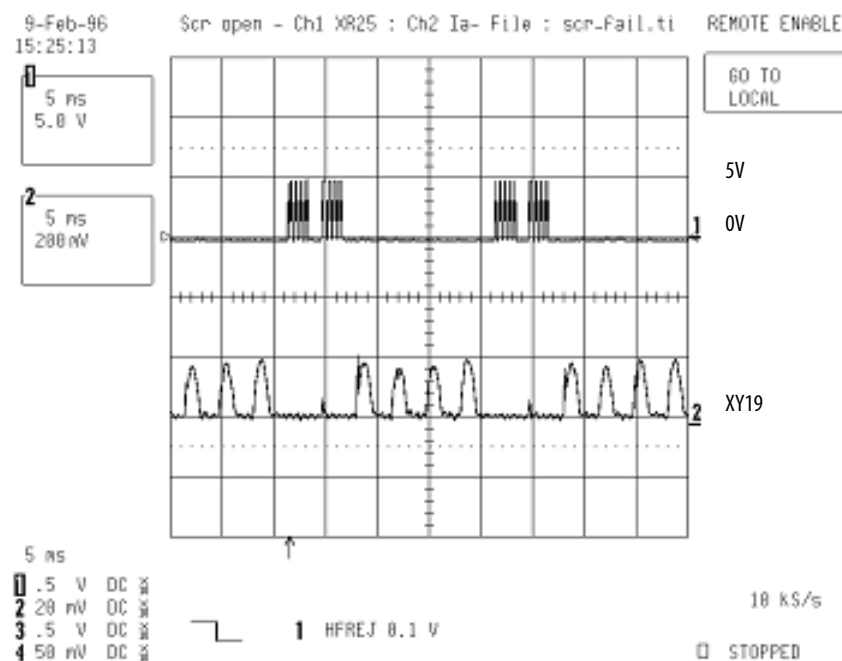 9-Feb-96
15:25:13
Scr open - Ch1 XR25 : Ch2 Ia- File : scr-fail.ti
REMOTE ENABLE
1
5 ms
5.0 V
GO TO
LOCAL
2
5 ms
200mV
5V
1
0V
2
XY19
5 ms
1 .5 V DC
2 20 mV DC
3 .5 V DC
4 50 mV DC
1 HFREJ 0.1 V
10 KS/s
STOPPED